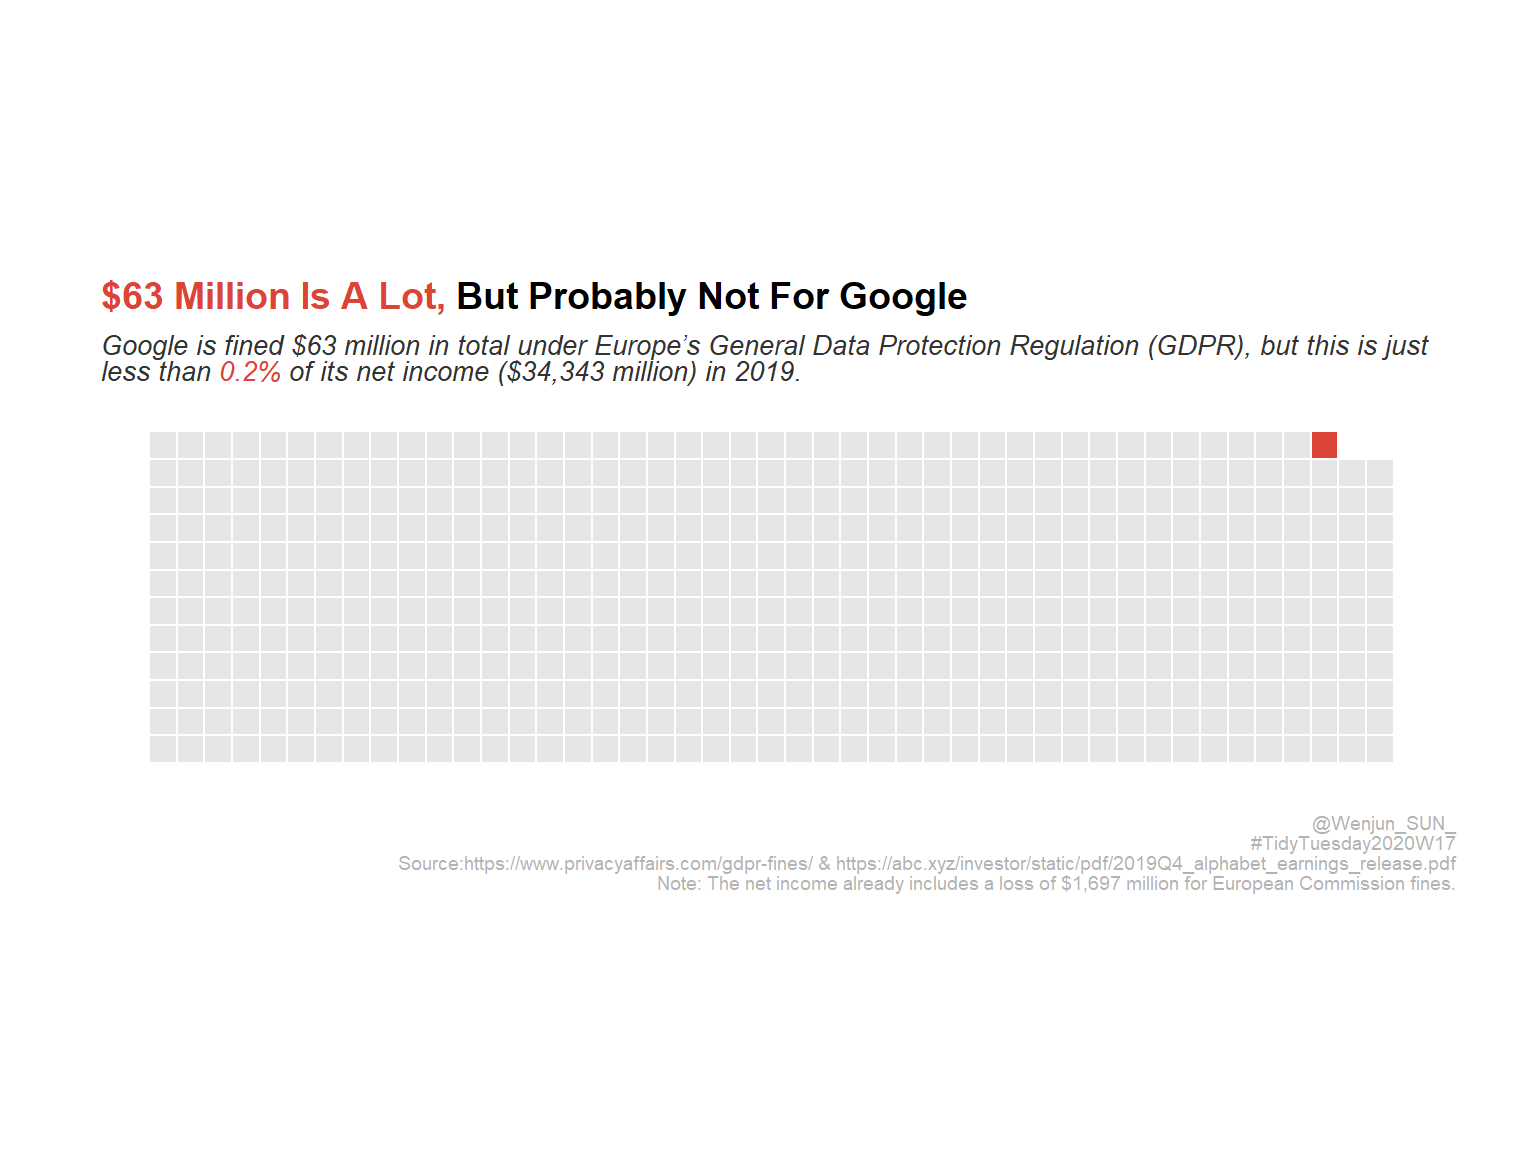 $63 Million Is A Lot, But Probably Not For Google
Google is fined $63 million in total under Europe’s General Data Protection Regulation (GDPR), but this is just
less than 0.2% of its net income ($34,343 million) in 2019.
@Wenjun_SUN_
#TidyTuesday2020W17
Source:https://www.privacyaffairs.com/gdpr-fines/ & https://abc.xyz/investor/static/pdf/2019Q4_alphabet_earnings_release.pdf
Note: The net income already includes a loss of $1,697 million for European Commission fines.